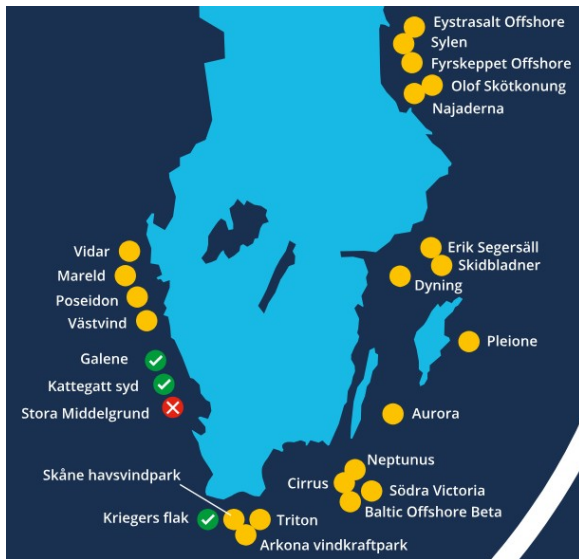 Eystrasalt Offshore
Sylen
Fyrskeppet Offshore
Olof Skötkonung
Najaderna
Vidar
Mareld
Poseidon
Västvind
Galene
Kattegatt syd
Stora Middelgrund
Erik Segersäll
Skidbladner
Dyning
Pleione
Aurora
Neptunus
Cirrus
Södra Victoria
Baltic Offshore Beta
Skåne havsvindpark
Kriegers flak
Triton
Arkona vindkraftpark